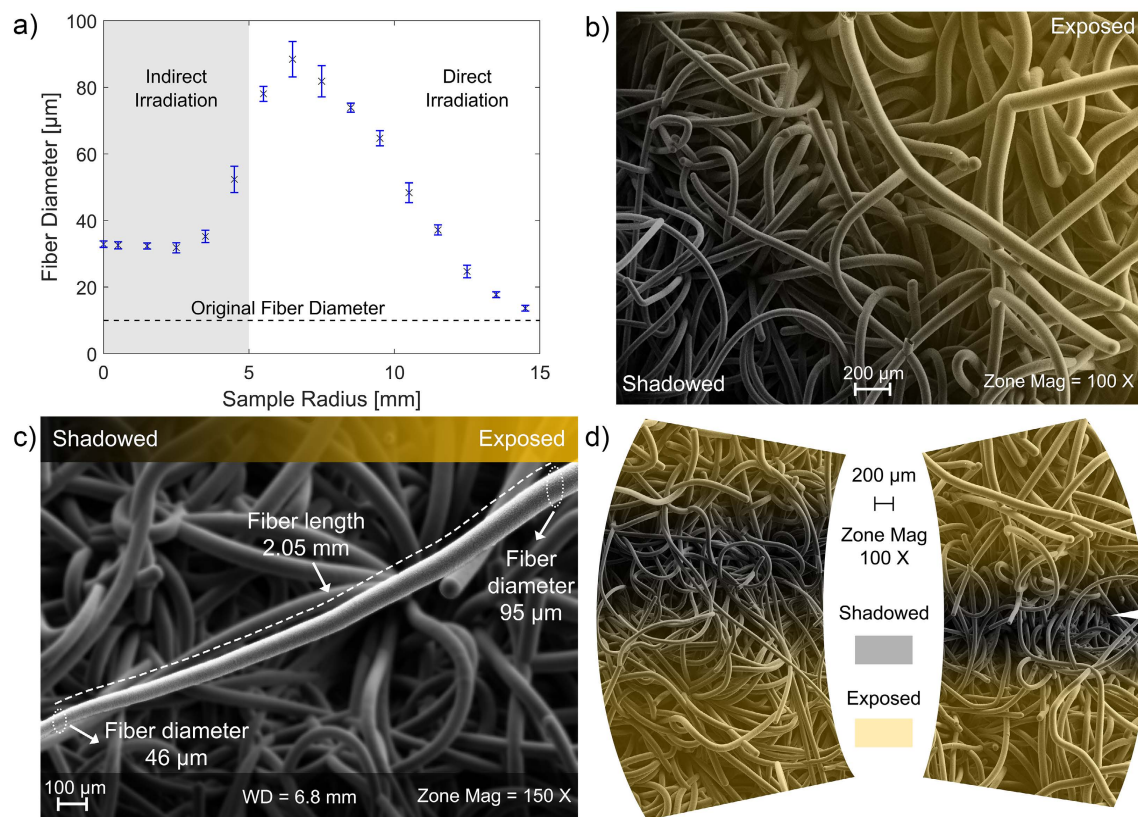 a)
100
80
60
40
20
0
Fiber Diameter [μm]
Indirect
Irradiation
Direct
Irradiation
Original Fiber Diameter
0
5
10
15
Sample Radius [mm]
b)
Exposed
Shadowed
200 μm
Zone Mag = 100 X
c)
Shadowed
Exposed
Fiber length
2.05 mm
Fiber
diameter
95 μm
Fiber diameter
46 μm
100 μm
WD = 6.8 mm
Zone Mag = 150 X
d)
200 μm
Zone Mag
100 X
Shadowed
Exposed